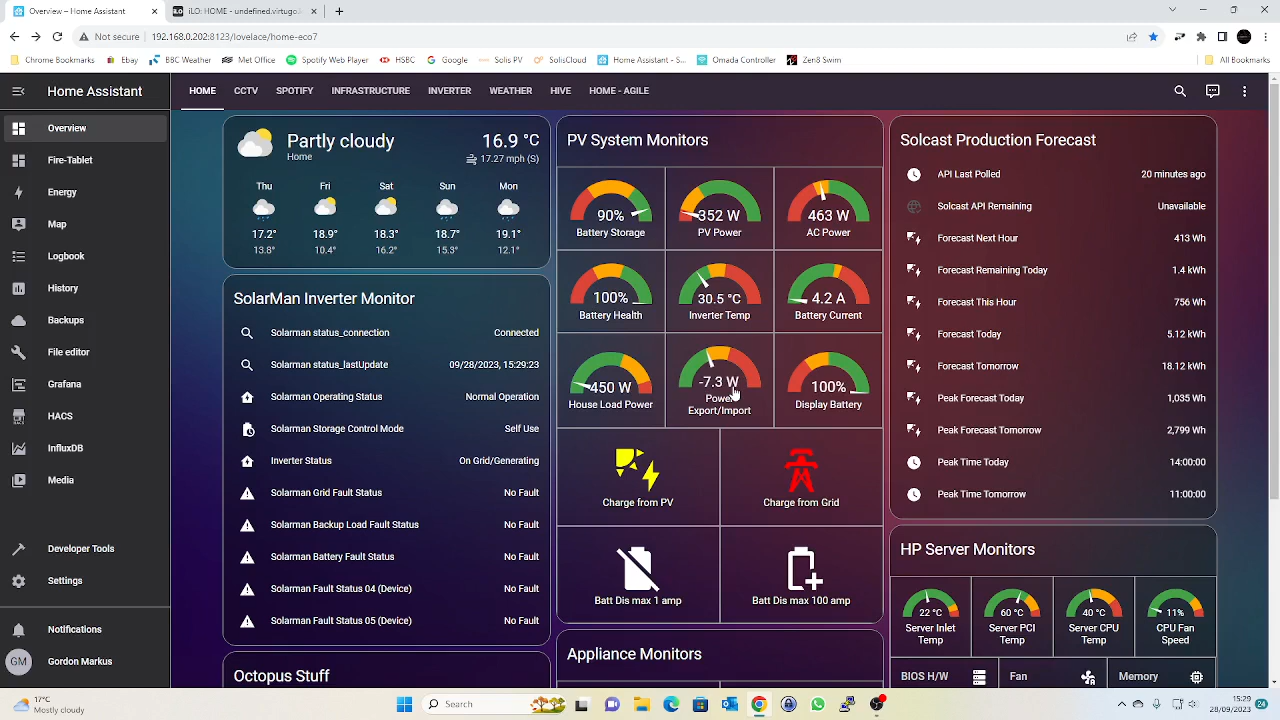 Overview – Home Assistant
iLO: HOME - undefined.virtugo.
Not secure 192.168.0.202:8123/lovelace/home-eco7
Chrome Bookmark
Ebay
BBC Weather
Met Office
Spotify Web Player
HSEC
Google
SolisPV
SolisCloud
Home Assistant - S...
Omada Controller
Zen8 Swim
All Bookmarks
Home Assistant
HOME CCTV SPOTIFY INFRASTRUCTURE INVERTER WEATHER HIVE HOME - AGILE
Overview
Fire-Tablet
Energy
Map
Logbook
History
Backups
File editor
Grafana
HACS
InfluxDB
Media
Developer Tools
Settings
Notifications
GM Gordon Markus
Partly cloudy 16.9 °C
Home 17.27 mph (S)
Thu Fri Sat Sun Mon
17.2° 18.9° 18.3° 18.7° 19.1°
13.8° 10.4° 16.2° 15.3° 12.1°
SolarMan Inverter Monitor
Solarman status_connection Connected
Solarman status_lastUpdate 09/28/2023, 15:29:23
Solarman Operating Status Normal Operation
Solarman Storage Control Mode Self Use
Inverter Status On Grid/Generating
Solarman Grid Fault Status No Fault
Solarman Backup Load Fault Status No Fault
Solarman Battery Fault Status No Fault
Solarman Fault Status 04 (Device) No Fault
Solarman Fault Status 05 (Device) No Fault
Octopus Stuff
PV System Monitors
90% 352 W 463 W
Battery Storage PV Power AC Power
100% 30.5 °C 4.2 A
Battery Health Inverter Temp Battery Current
450 W -7.3 W 100%
House Load Power Power Export/Import Display Battery
Charge from PV Charge from Grid
Batt Dis max 1 amp Batt Dis max 100 amp
Appliance Monitors
Solcast Production Forecast
API Last Polled 20 minutes ago
Solcast API Remaining Unavailable
Forecast Next Hour 413 Wh
Forecast Remaining Today 1.4 kWh
Forecast This Hour 756 Wh
Forecast Today 5.12 kWh
Forecast Tomorrow 18.12 kWh
Peak Forecast Today 1,035 Wh
Peak Forecast Tomorrow 2,799 Wh
Peak Time Today 14:00:00
Peak Time Tomorrow 11:00:00
HP Server Monitors
22 °C 60 °C 40 °C 11%
Server Inlet Server PCI Server CPU CPU Fan
Temp Temp Temp Speed
BIOS H/W Fan Memory
17°C
Mostly cloudy
Search
15:29
28/09/2023
24